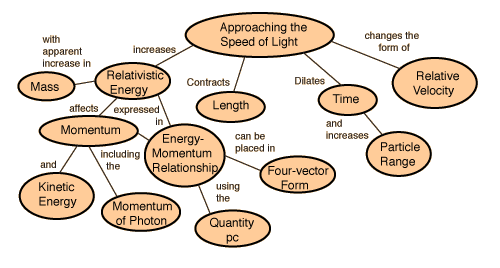 Approaching the
Speed of Light
changes the
form of
with
apparent
increase in
increases
Mass
Relativistic
Energy
Contracts
Length
Dilates
Time
Relative
Velocity
affects
expressed
in
and
increases
Momentum
Energy-
Momentum
Relationship
can be
placed in
Particle
Range
and
including
the
Four-vector
Form
Kinetic
Energy
Momentum
of Photon
using
the
Quantity
pc